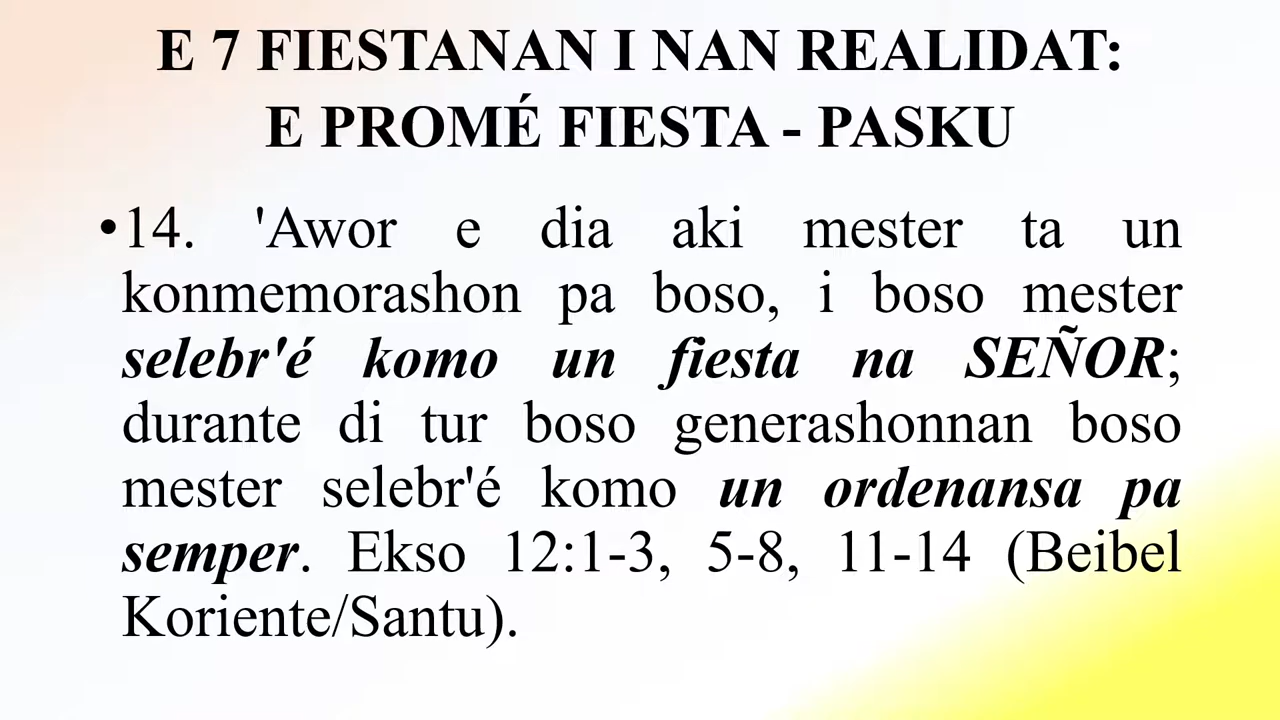 E 7 FIESTANAN I NAN REALIDAT:
E PROMÉ FIESTA - PASKU
•14. 'Awor e dia aki mester ta un
konmemorashon pa boso, i boso mester
selebr'é komo un fiesta na SEÑOR;
durante di tur boso generashonnan boso
mester selebr'é komo un ordenansa pa
semper. Ekso 12:1-3, 5-8, 11-14 (Beibel
Koriente/Santu).